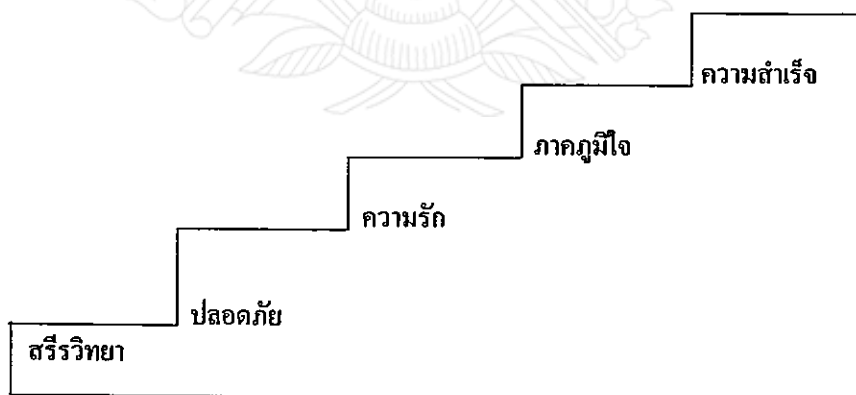 ความสำเร็จ
ภาคภูมิใจ
ความรัก
ปลอดภัย
สรีรวิทยา